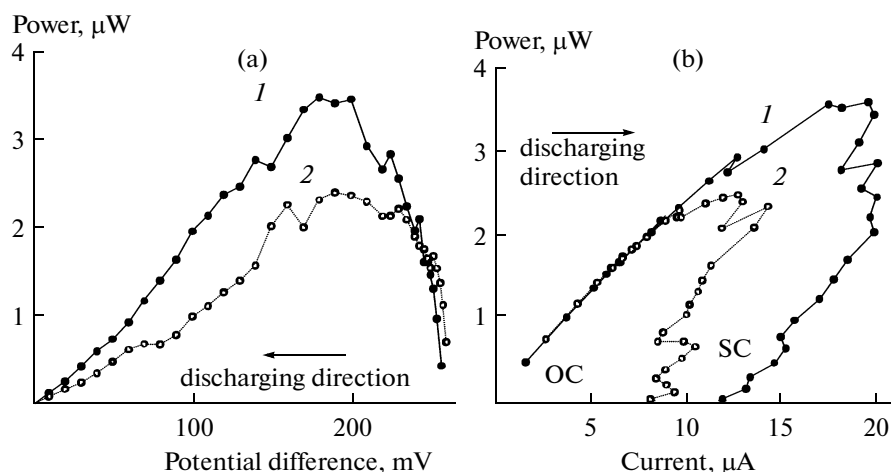 Power, μW
(a)
4
3
2
1
1
2
discharging direction
100
200
Potential difference, mV
Power, μW
(b)
4
3
2
1
1
2
discharging
direction
OC
SC
5
10
15
20
Current, μA